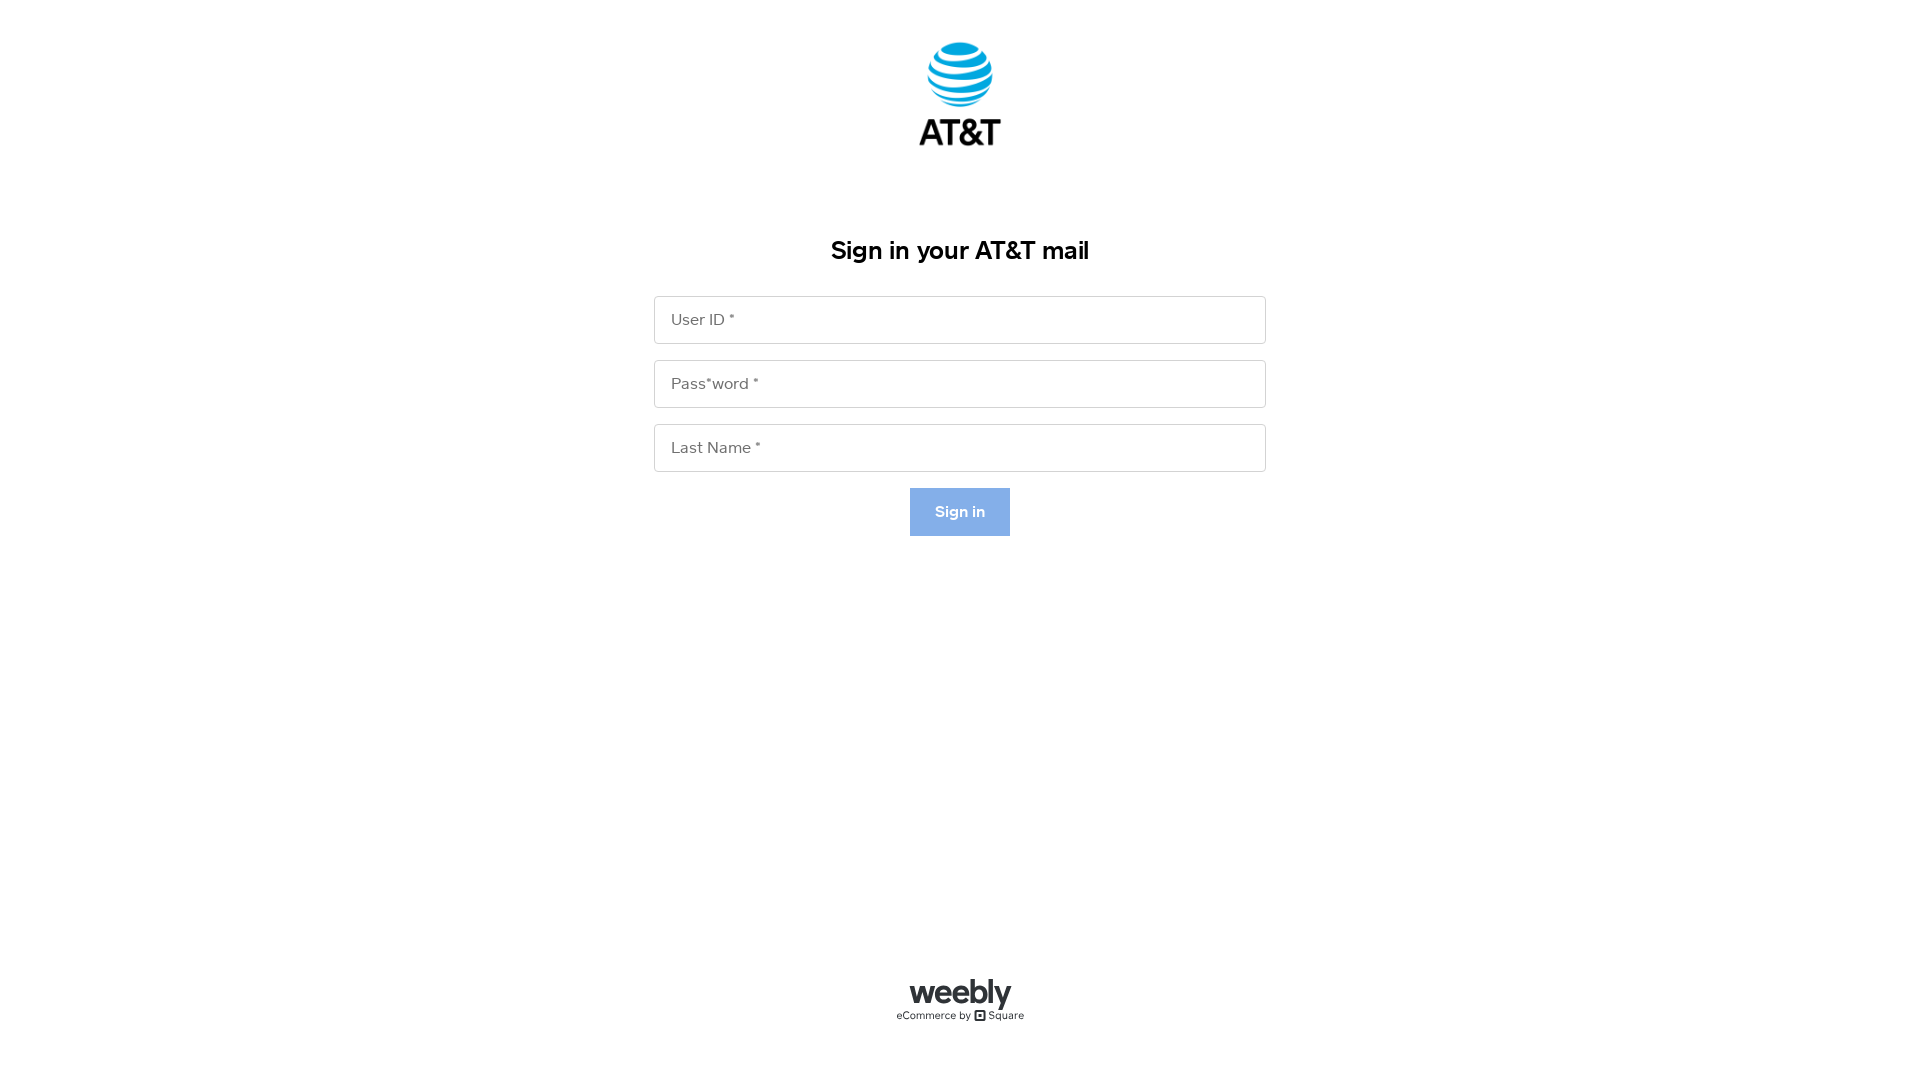 AT&T
Sign in your AT&T mail
User ID *
Pass*word *
Last Name *
Sign in
weebly
eCommerce by Square